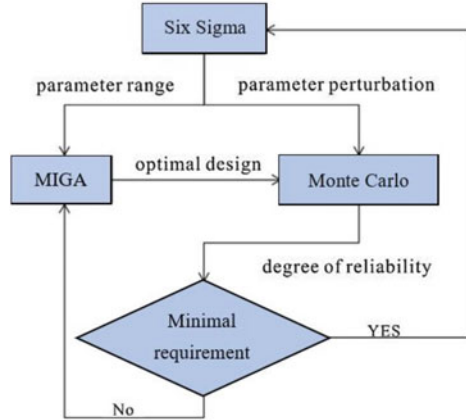 Six Sigma
parameter range
parameter perturbation
MIGA
optimal design
Monte Carlo
degree of reliability
Minimal
requirement
YES
No